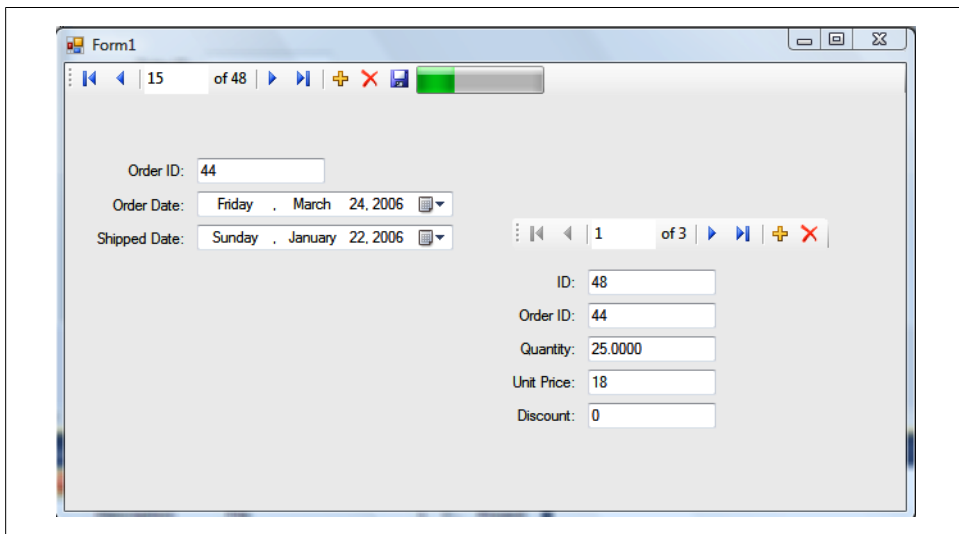 Form1
15 of 48
Order ID: 44
Order Date: Friday , March 24, 2006
Shipped Date: Sunday , January 22, 2006
1 of 3
ID: 48
Order ID: 44
Quantity: 25.0000
Unit Price: 18
Discount: 0